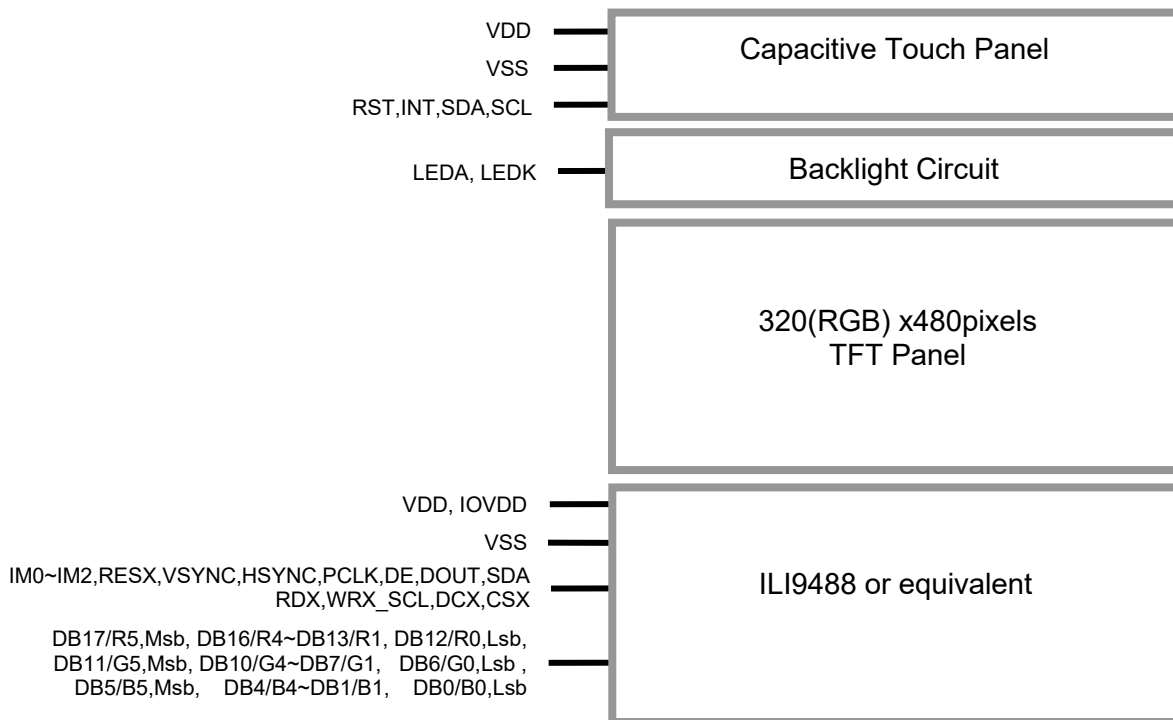 VDD
Capacitive Touch Panel
VSS
RST,INT,SDA,SCL
LEDA, LEDK
Backlight Circuit
320(RGB) x480pixels
TFT Panel
VDD, IOVDD
VSS
IM0~IM2,RESX,VSYNC,HSYNC,PCLK,DE,DOUT,SDA
RDX,WRX_SCL,DCX,CSX
ILI9488 or equivalent
DB17/R5,Msb, DB16/R4~DB13/R1, DB12/R0,Lsb,
DB11/G5,Msb, DB10/G4~DB7/G1, DB6/G0,Lsb ,
DB5/B5,Msb, DB4/B4~DB1/B1, DB0/B0,Lsb